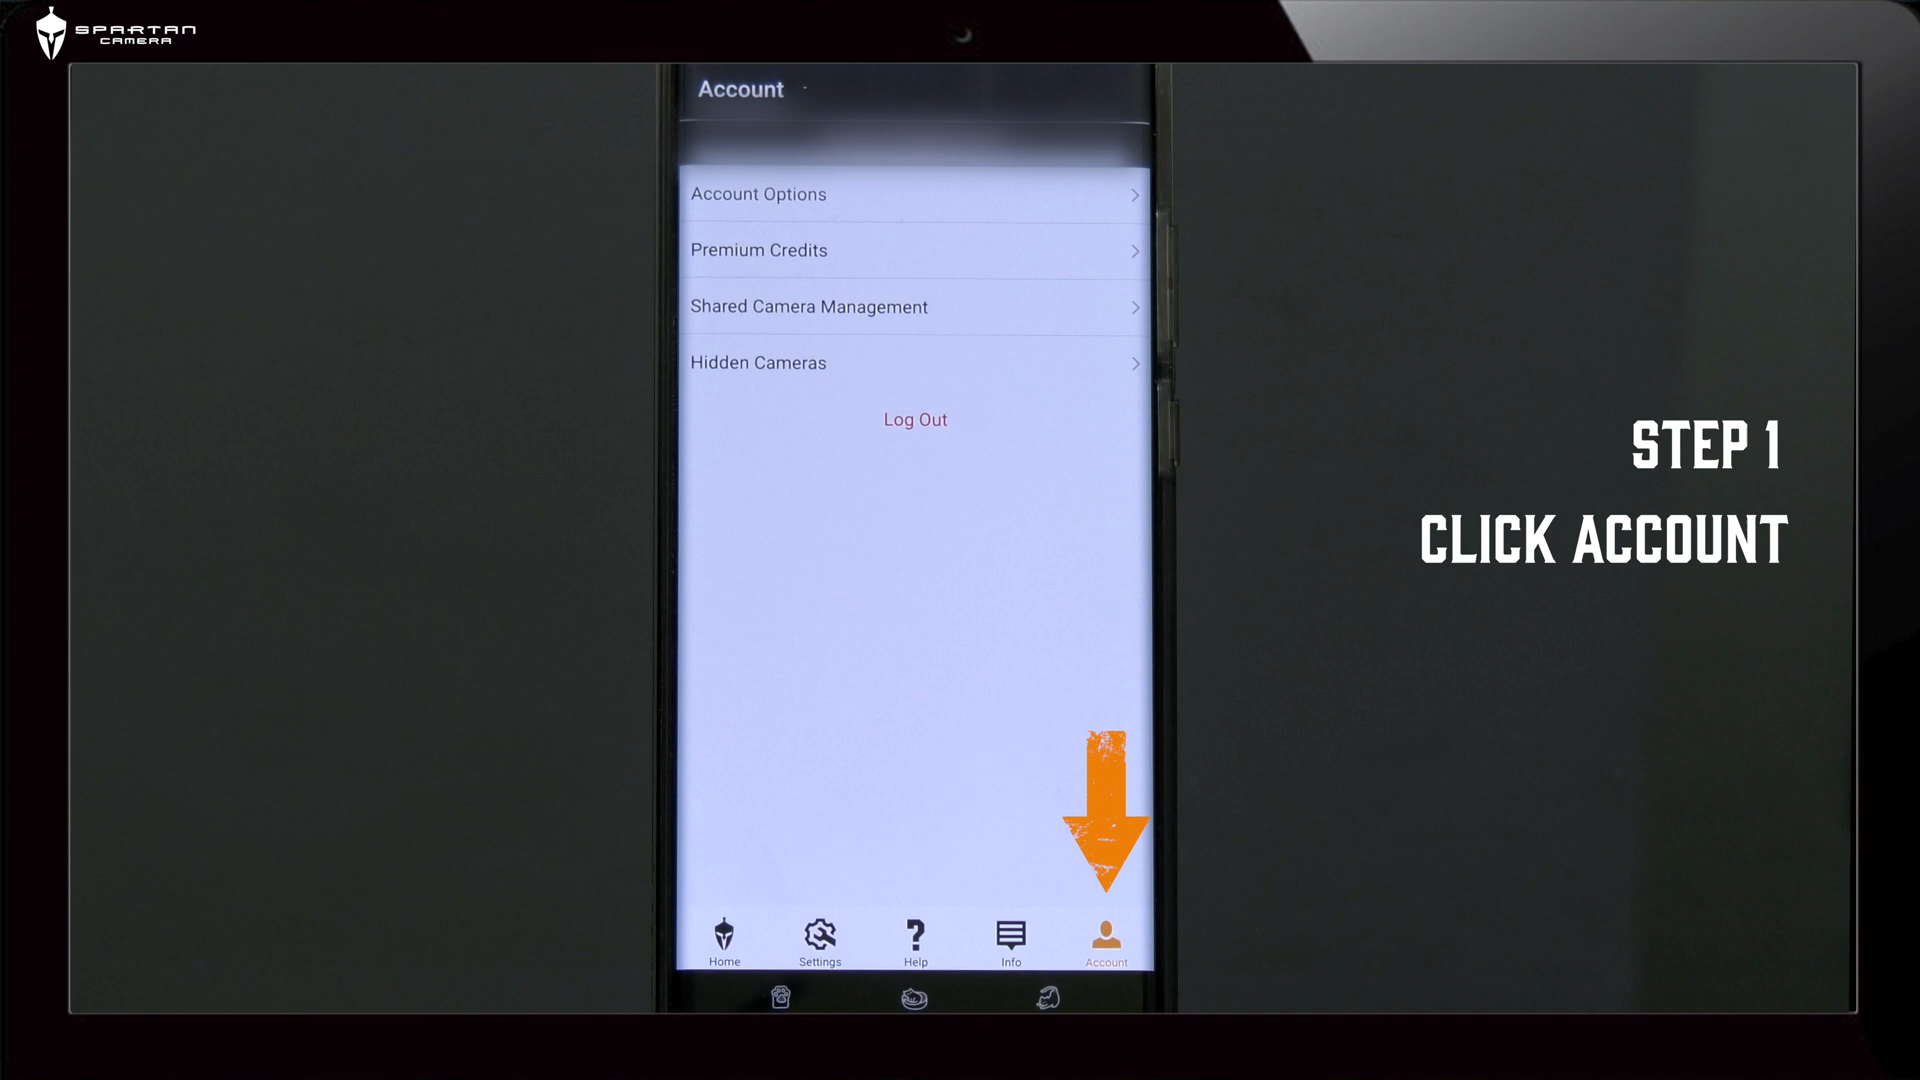 SPARTAN
CAMERA
Account
Account Options
Premium Credits
Shared Camera Management
Hidden Cameras
Log Out
STEP 1
CLICK ACCOUNT
Home
Settings
Help
Info
Account